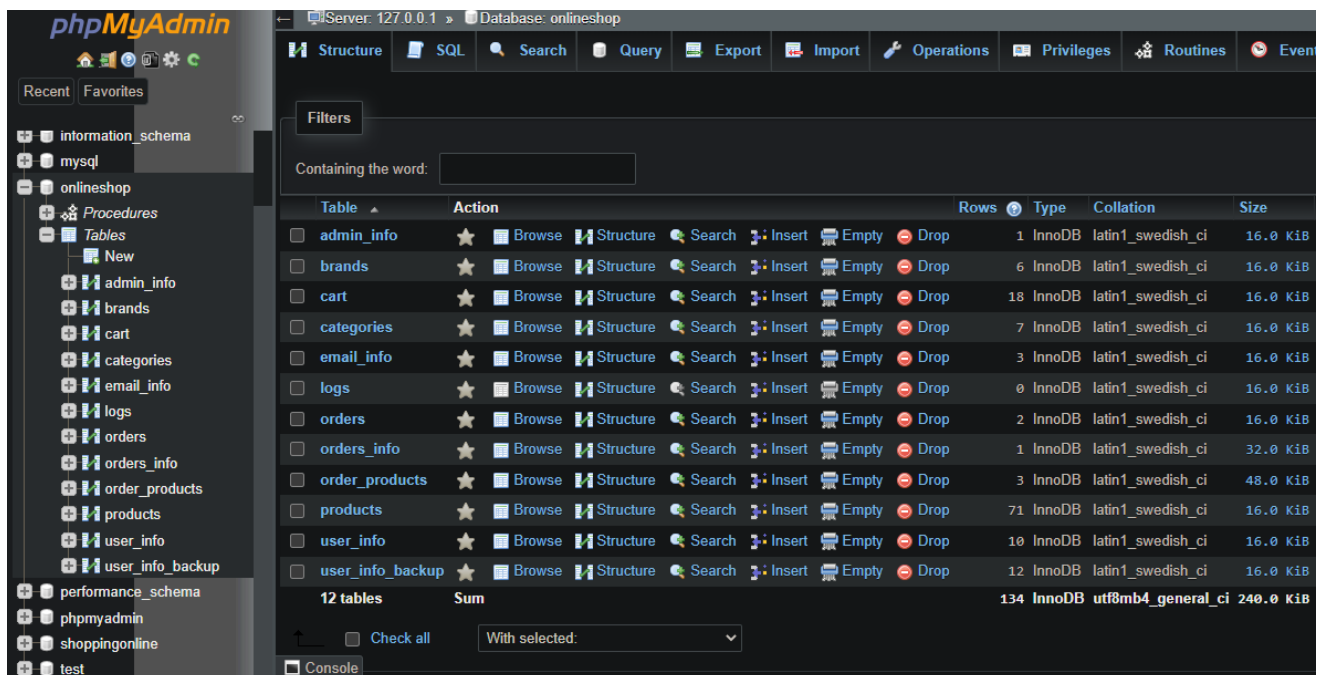 phpMyAdmin
Recent Favorites
information_schema
mysql
onlineshop
Procedures
Tables
New
admin_info
brands
cart
categories
email_info
logs
orders
orders_info
order_products
products
user_info
user_info_backup
performance_schema
phpmyadmin
shoppingonline
test
Server: 127.0.0.1 » Database: onlineshop
Structure SQL Search Query Export Import Operations Privileges Routines Even
Filters
Containing the word:
Table Action Rows Type Collation Size
admin_info Browse Structure Search Insert Empty Drop 1 InnoDB latin1_swedish_ci 16.0 KiB
brands Browse Structure Search Insert Empty Drop 6 InnoDB latin1_swedish_ci 16.0 KiB
cart Browse Structure Search Insert Empty Drop 18 InnoDB latin1_swedish_ci 16.0 KiB
categories Browse Structure Search Insert Empty Drop 7 InnoDB latin1_swedish_ci 16.0 KiB
email_info Browse Structure Search Insert Empty Drop 3 InnoDB latin1_swedish_ci 16.0 KiB
logs Browse Structure Search Insert Empty Drop 0 InnoDB latin1_swedish_ci 16.0 KiB
orders Browse Structure Search Insert Empty Drop 2 InnoDB latin1_swedish_ci 16.0 KiB
orders_info Browse Structure Search Insert Empty Drop 1 InnoDB latin1_swedish_ci 32.0 KiB
order_products Browse Structure Search Insert Empty Drop 3 InnoDB latin1_swedish_ci 48.0 KiB
products Browse Structure Search Insert Empty Drop 71 InnoDB latin1_swedish_ci 16.0 KiB
user_info Browse Structure Search Insert Empty Drop 10 InnoDB latin1_swedish_ci 16.0 KiB
user_info_backup Browse Structure Search Insert Empty Drop 12 InnoDB latin1_swedish_ci 16.0 KiB
12 tables Sum 134 InnoDB utf8mb4_general_ci 240.0 KiB
Check all With selected:
Console